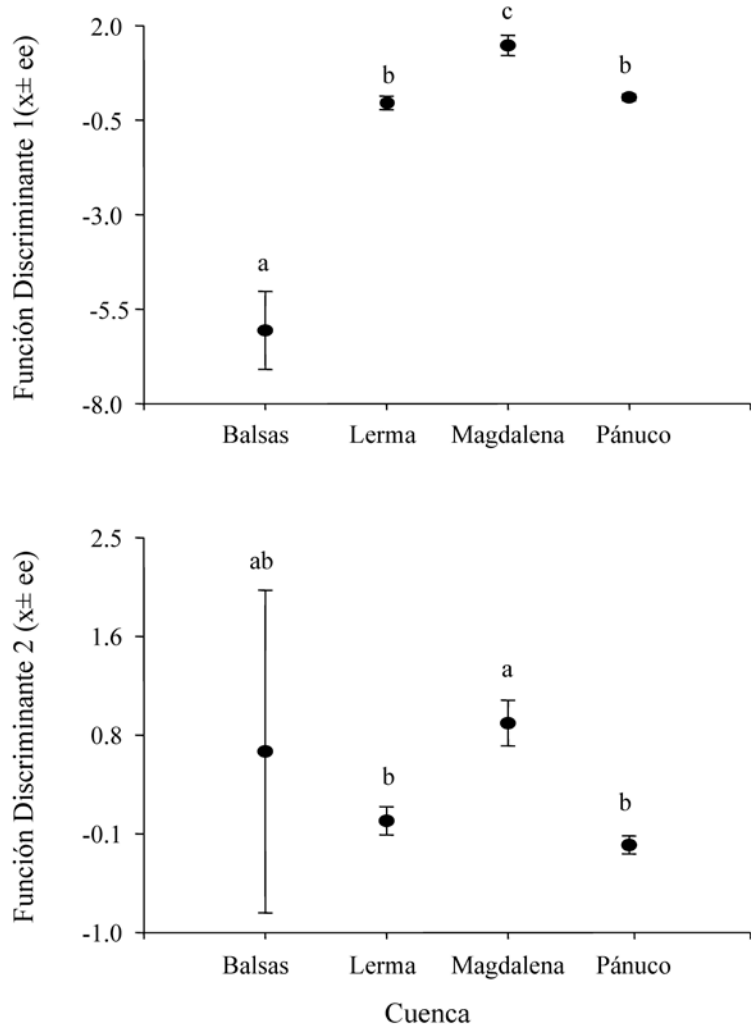 Función Discriminante 1(x± ee)
2.0
-0.5
-3.0
-5.5
-8.0
a
b
c
b
Balsas Lerma Magdalena Pánuco
Función Discriminante 2 (x± ee)
2.5
1.6
0.8
-0.1
-1.0
ab
b
a
b
Balsas Lerma Magdalena Pánuco
Cuenca